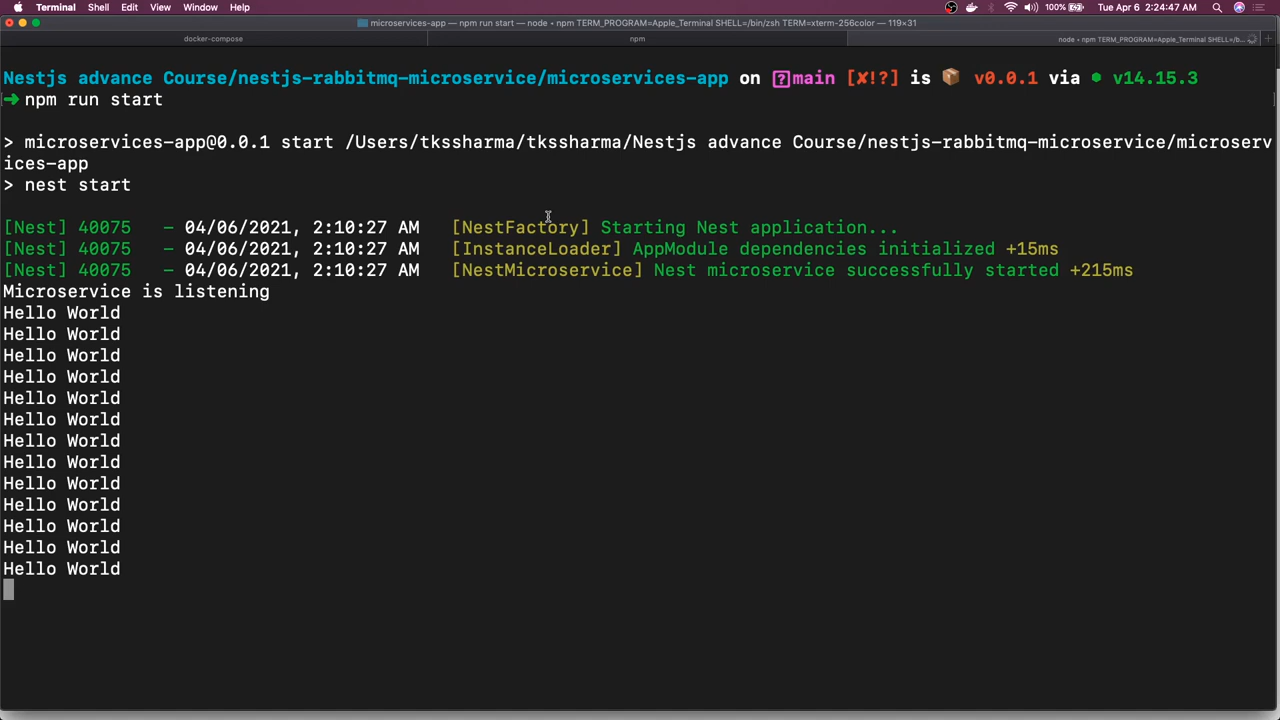 Terminal Shell Edit View Window Help 100% Tue Apr 6 2:24:47 AM
microservices-app — npm run start — node ‹ npm TERM_PROGRAM=Apple_Terminal SHELL=/bin/zsh TERM=xterm-256color — 119×31
docker-compose npm node ‹ npm TERM_PROGRAM=Apple_Terminal SHELL=/b...
Nestjs advance Course/nestjs-rabbitmq-microservice/microservices-app on main [✘!?] is 📦 v0.0.1 via ⬢ v14.15.3
➜ npm run start
> microservices-app@0.0.1 start /Users/tkssharma/tkssharma/Nestjs advance Course/nestjs-rabbitmq-microservice/microserv
ices-app
> nest start
[Nest] 40075 - 04/06/2021, 2:10:27 AM [NestFactory] Starting Nest application...
[Nest] 40075 - 04/06/2021, 2:10:27 AM [InstanceLoader] AppModule dependencies initialized +15ms
[Nest] 40075 - 04/06/2021, 2:10:27 AM [NestMicroservice] Nest microservice successfully started +215ms
Microservice is listening
Hello World
Hello World
Hello World
Hello World
Hello World
Hello World
Hello World
Hello World
Hello World
Hello World
Hello World
Hello World
Hello World